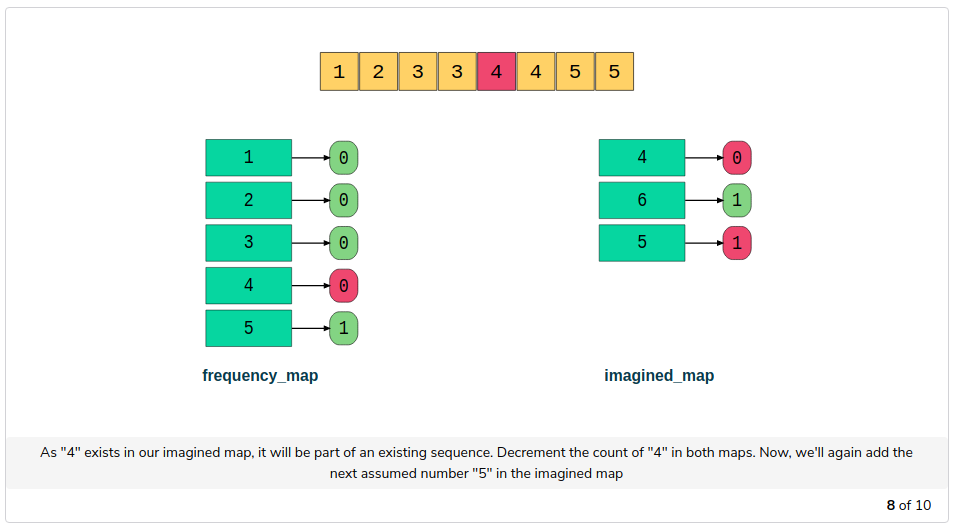 1 2 3 3 4 4 5 5
1 0 4 0
2 0 6 1
3 0 5 1
4 0
5 1
frequency_map imagined_map
As "4" exists in our imagined map, it will be part of an existing sequence. Decrement the count of "4" in both maps. Now, we'll again add the
next assumed number "5" in the imagined map
8 of 10